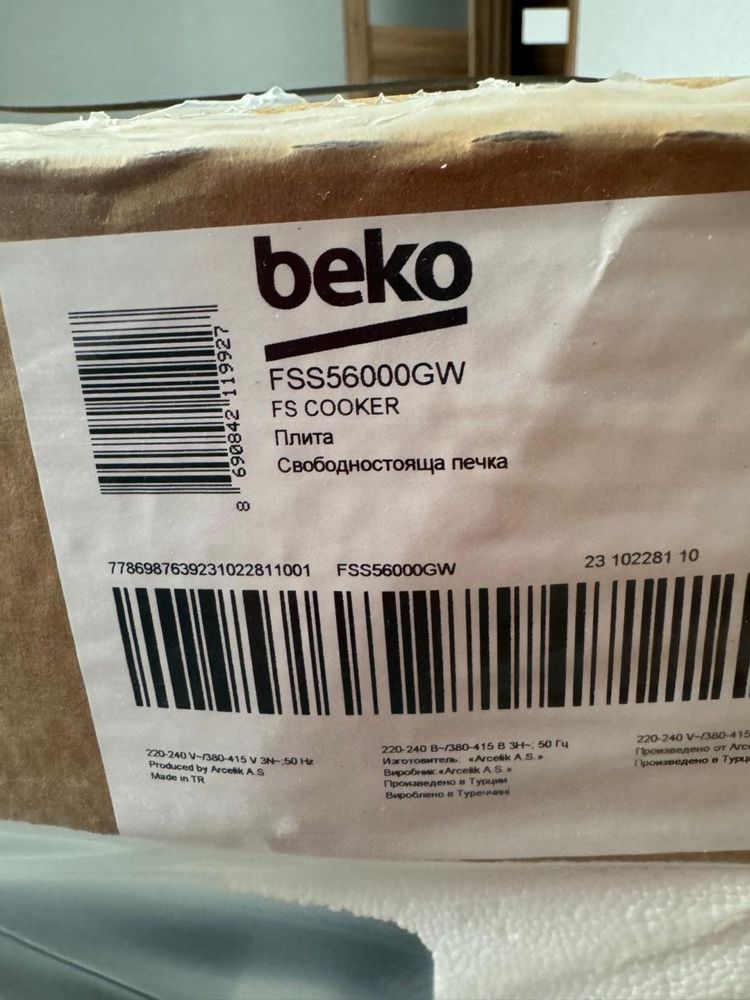 beko
FSS56000GW
FS COOKER
Плита
Свободностояща печка
8 690842 119927
7786987639231022811001 FSS56000GW 23 102281 10
220-240 V~/380-415 V 3N~;50 Hz
Produced by Arcelik A.S
Made in TR
220-240 В~/380-415 В 3Н~; 50 Гц
Изготовитель: «Arcelik A.S.»
Виробник:«Arcelik A.S.»
Произведено в Турции
Вироблено в Туреччині
220-240 V~/380-415
Произведено от
Произведено в